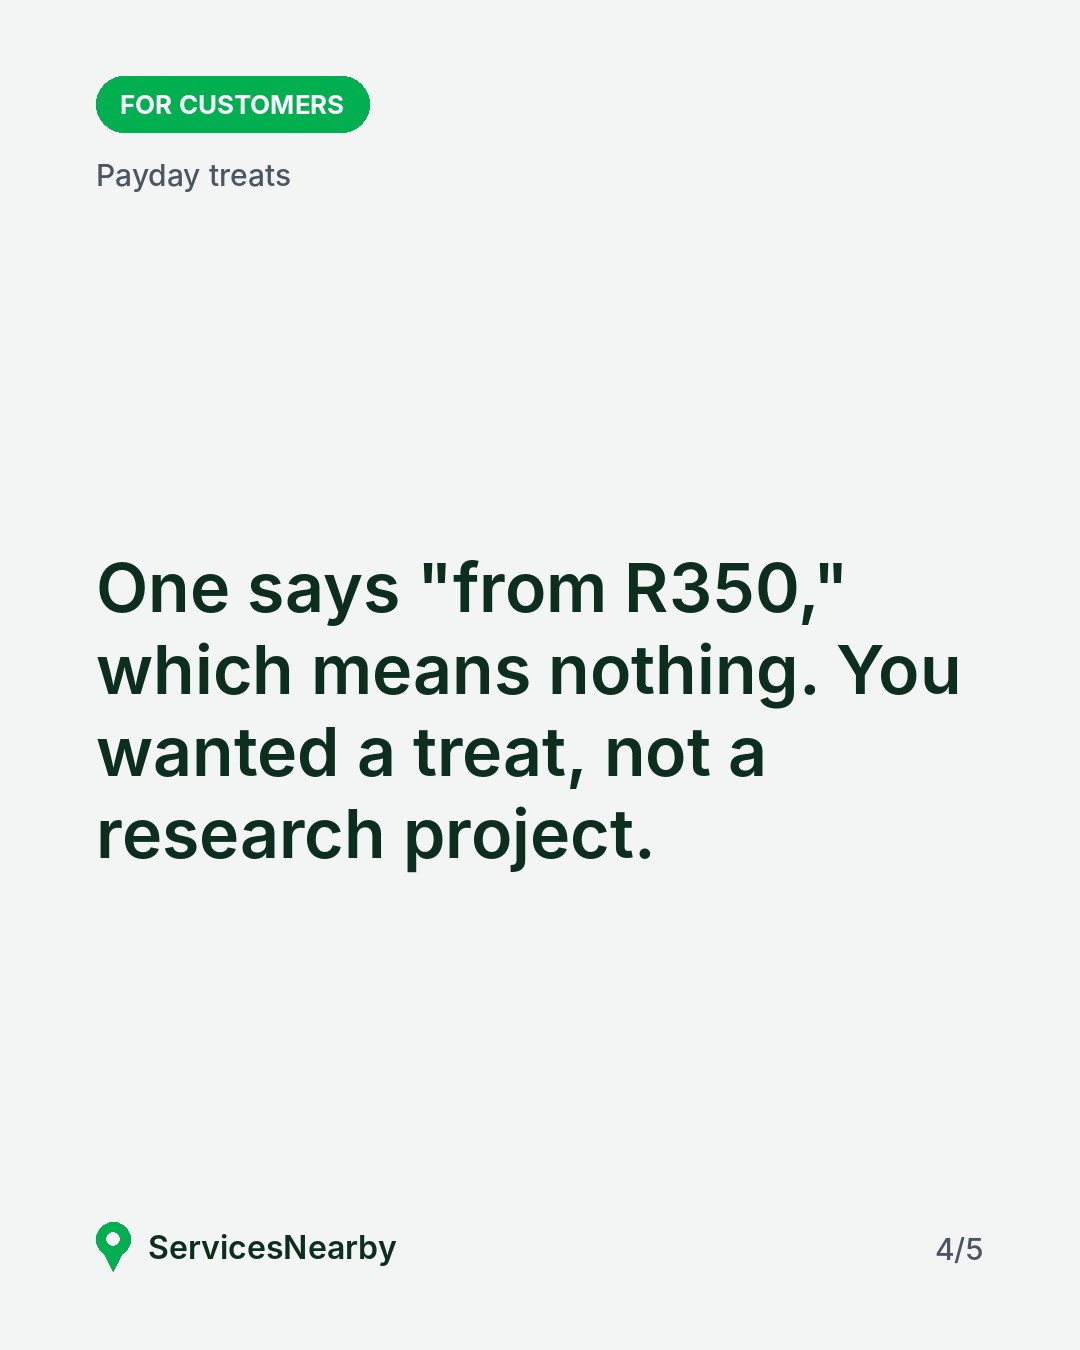 FOR CUSTOMERS
Payday treats
One says "from R350,"
which means nothing. You
wanted a treat, not a
research project.
ServicesNearby
4/5